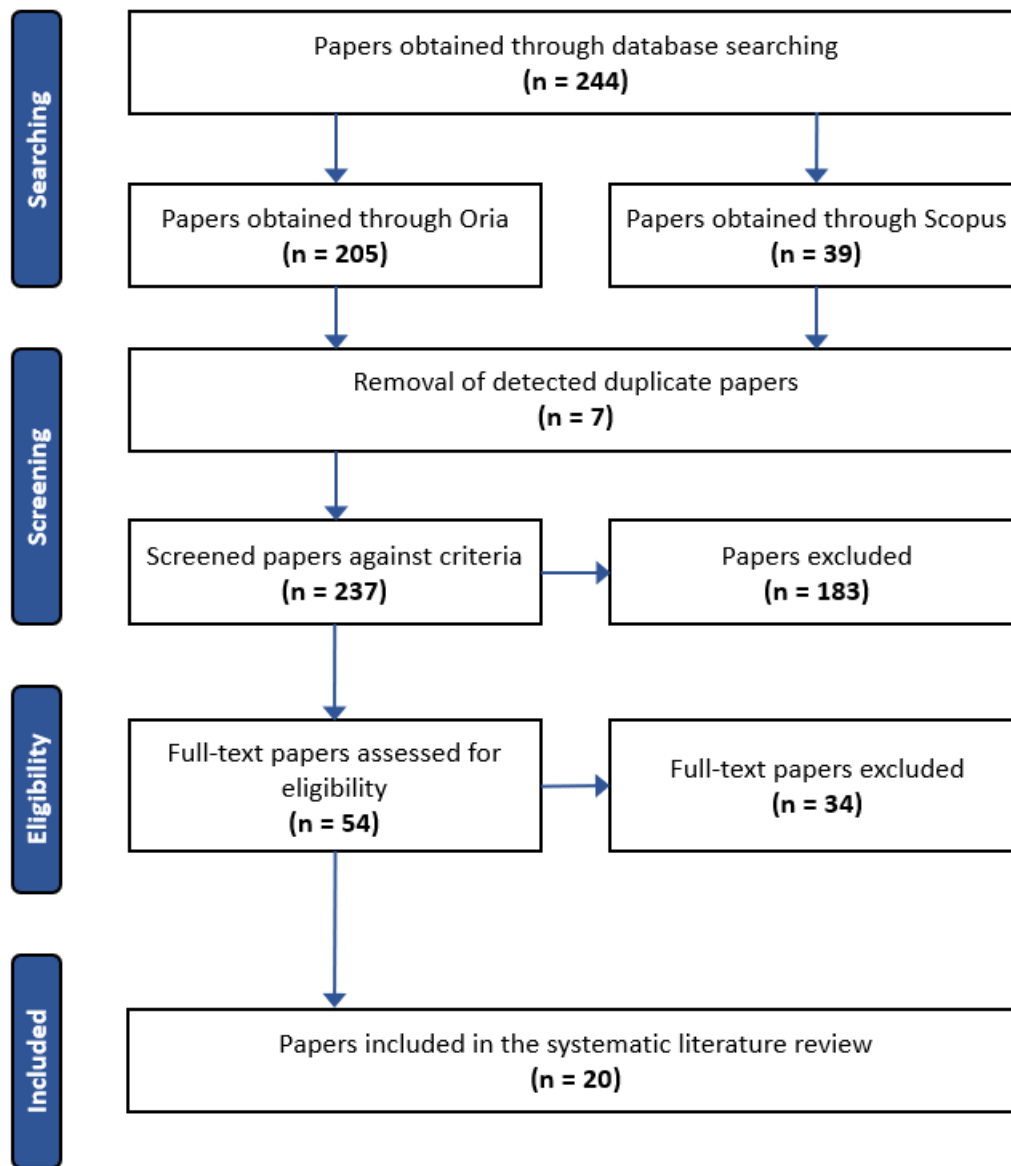 Searching
Papers obtained through database searching
(n = 244)
Papers obtained through Oria
(n = 205)
Papers obtained through Scopus
(n = 39)
Screening
Removal of detected duplicate papers
(n = 7)
Screened papers against criteria
(n = 237)
Papers excluded
(n = 183)
Eligibility
Full-text papers assessed for
eligibility
(n = 54)
Full-text papers excluded
(n = 34)
Included
Papers included in the systematic literature review
(n = 20)